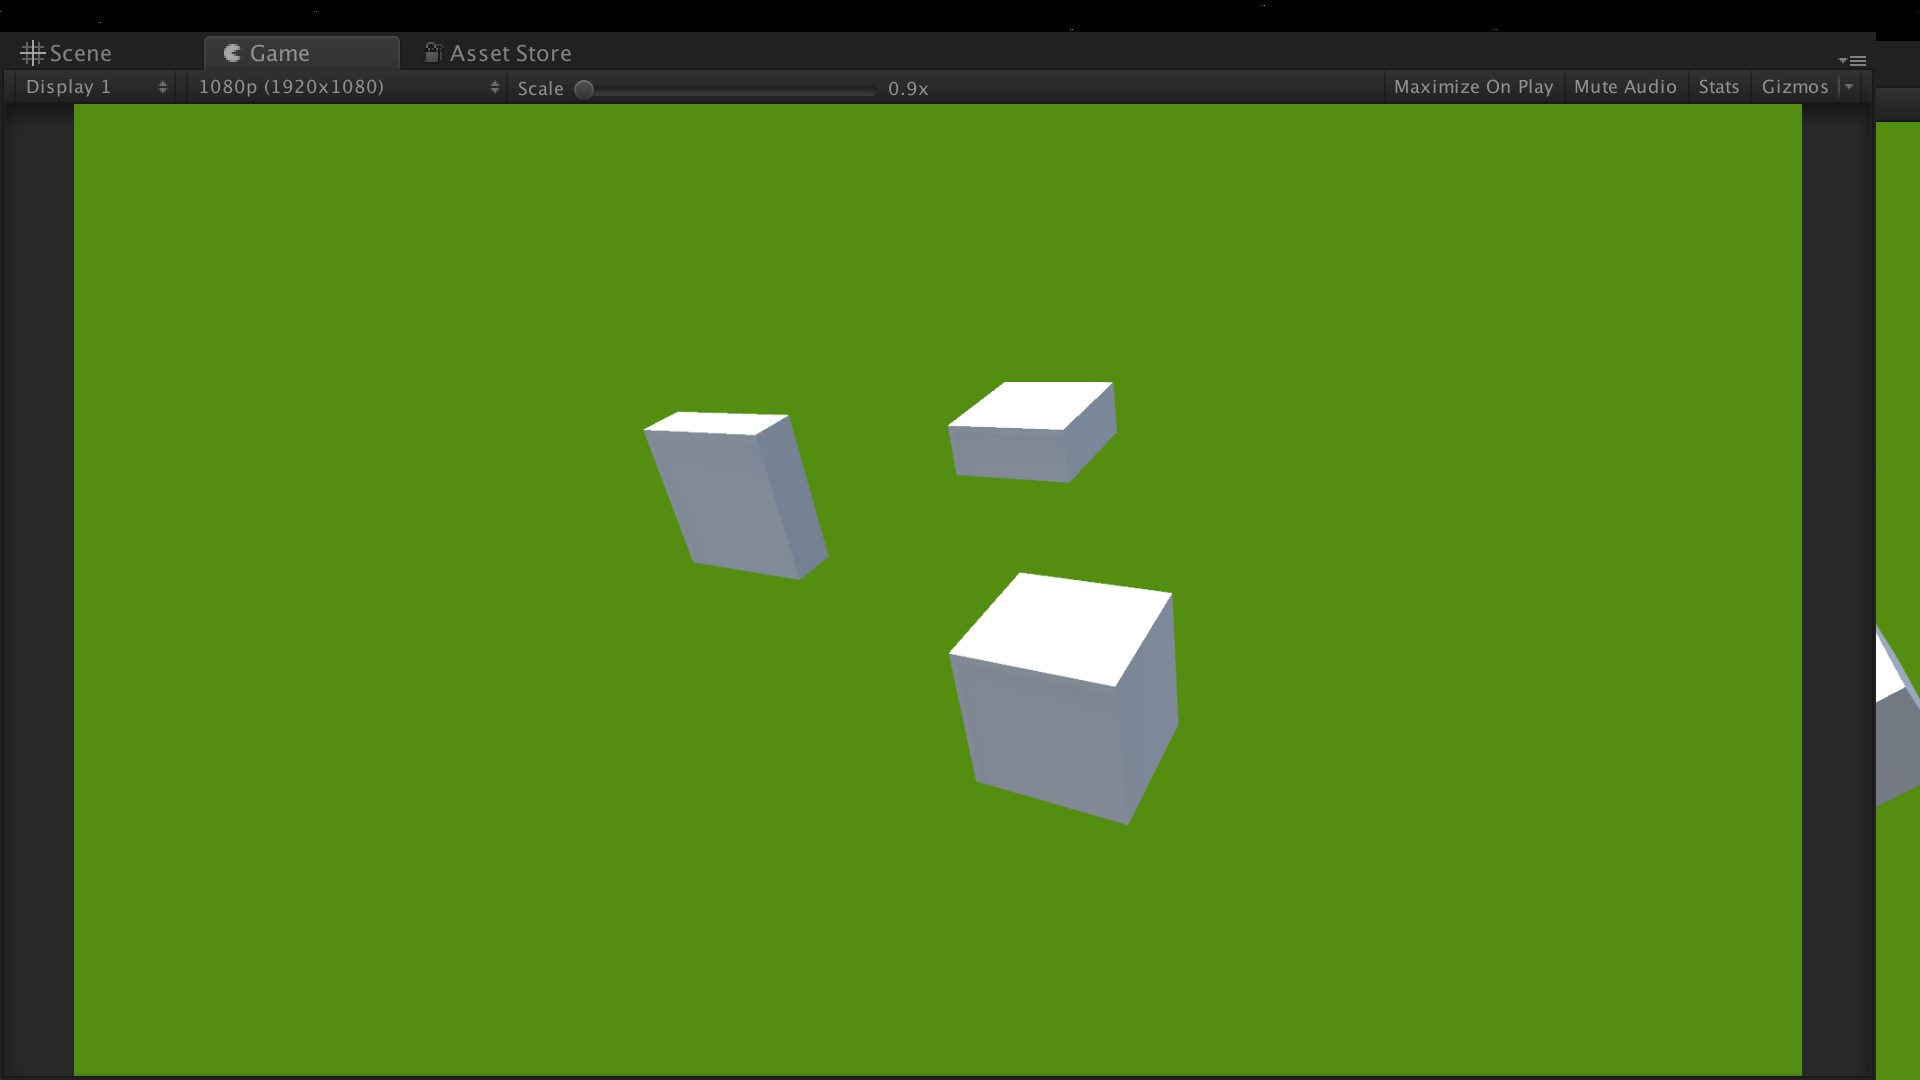 Scene Game Asset Store
Display 1 1080p (1920x1080) Scale 0.9x Maximize On Play Mute Audio Stats Gizmos